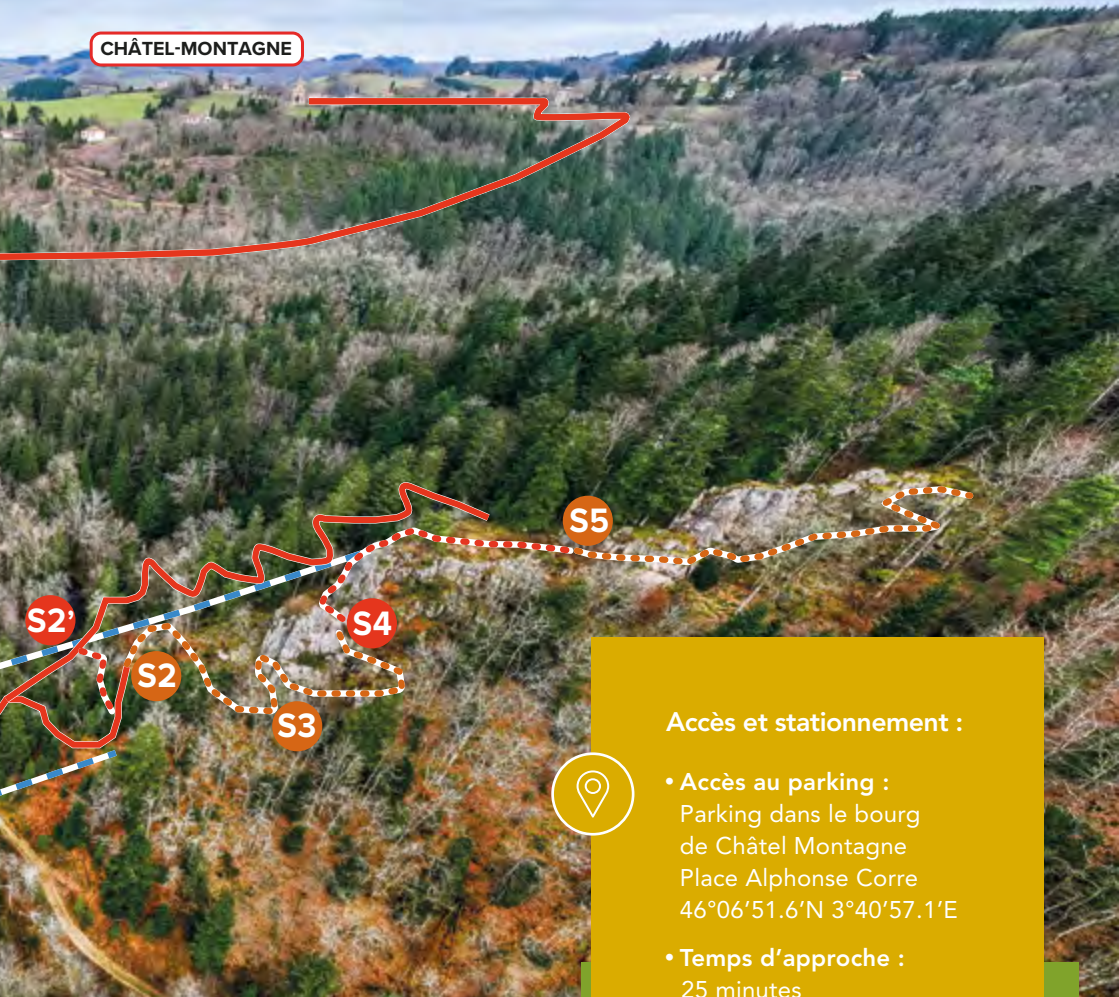 CHÂTEL-MONTAGNE
S5
S2’
S4
S2
S3
Accès et stationnement :
• Accès au parking :
Parking dans le bourg
de Châtel Montagne
Place Alphonse Corre
46°06’51.6’N 3°40’57.1’E
• Temps d’approche :
25 minutes